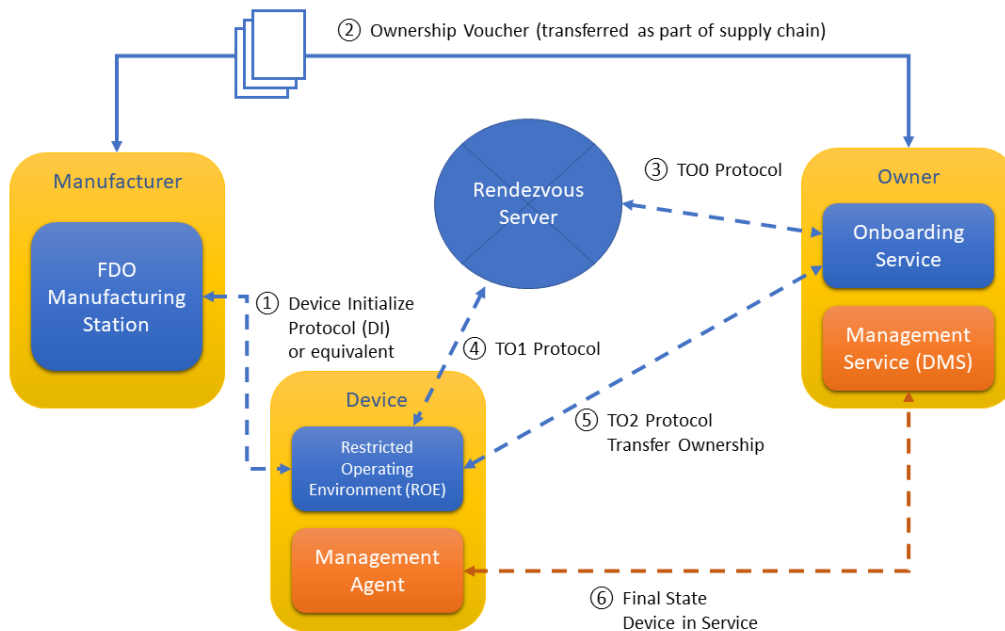 ② Ownership Voucher (transferred as part of supply chain)
Manufacturer
FDO
Manufacturing
Station
Rendezvous
Server
③ TO0 Protocol
Owner
Onboarding
Service
Management
Service (DMS)
① Device Initialize
Protocol (DI)
or equivalent
④ TO1 Protocol
Device
Restricted
Operating
Environment (ROE)
Management
Agent
⑤ TO2 Protocol
Transfer Ownership
⑥ Final State
Device in Service